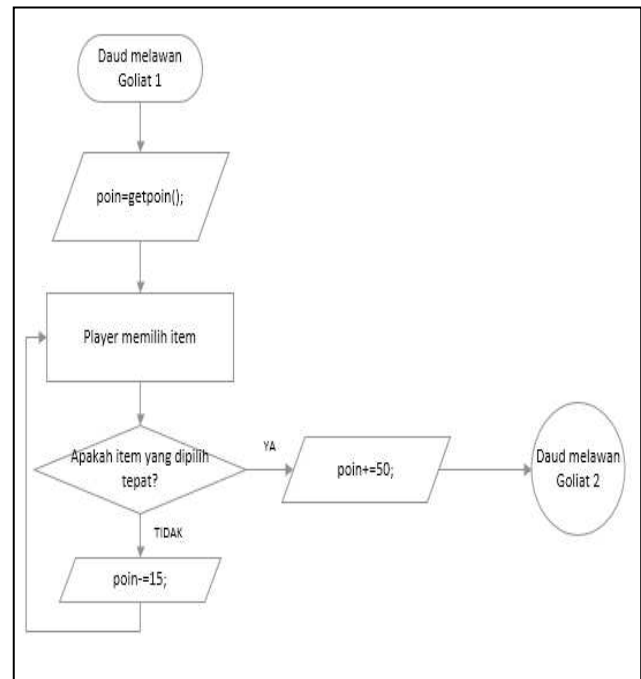 Daud melawan
Goliat 1
poin=getpoin();
Player memilih item
Apakah item yang dipilih
tepat?
YA
poin+=50;
Daud melawan
Goliat 2
TIDAK
poin-=15;